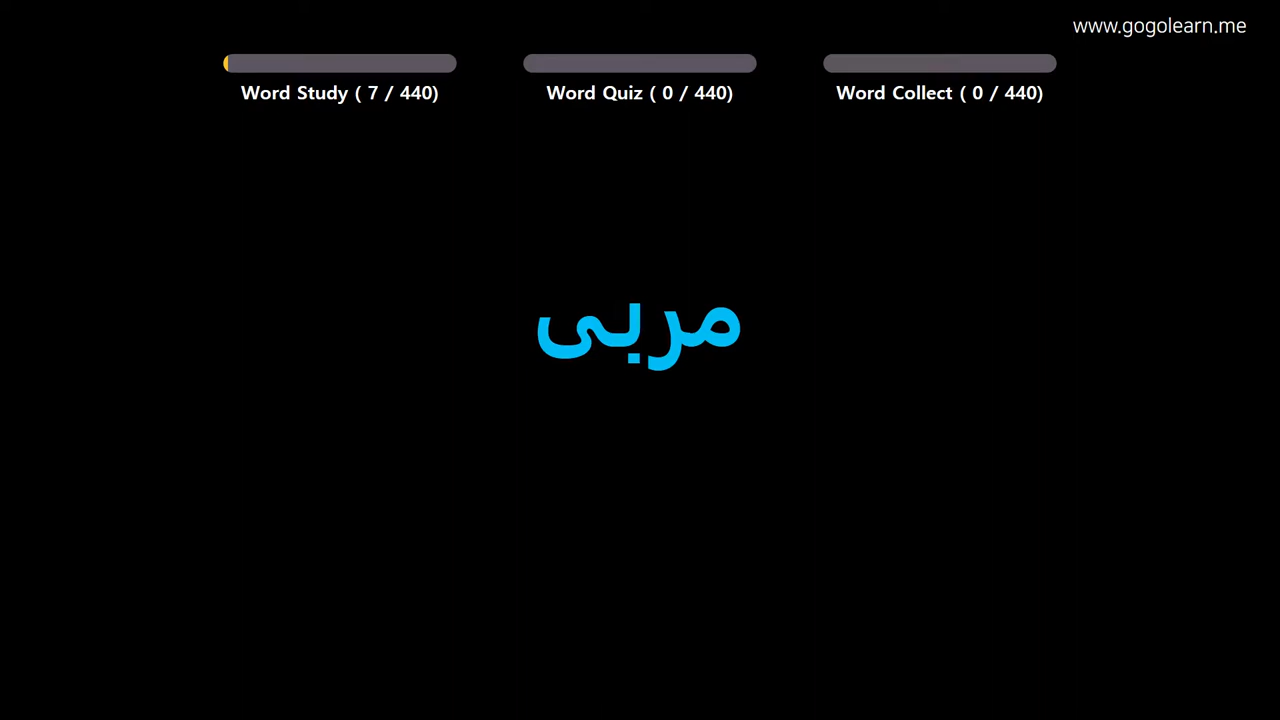 www.gogolearn.me
Word Study ( 7 / 440)
Word Quiz ( 0 / 440)
Word Collect ( 0 / 440)
مربی